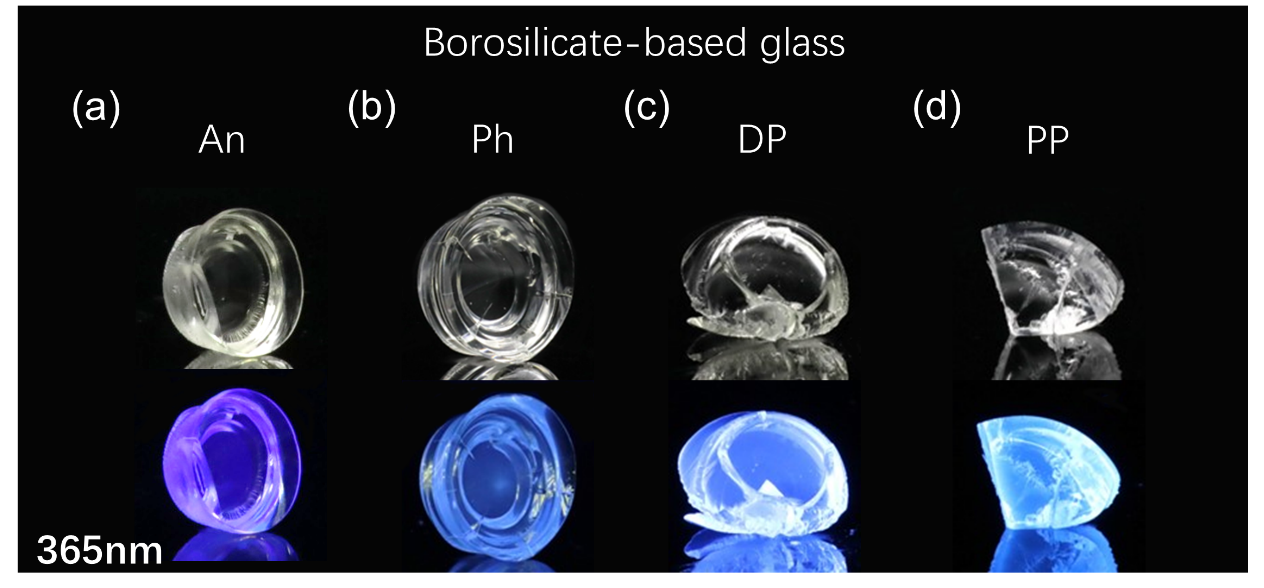 Borosilicate-based glass
(a)
An
(b)
Ph
(c)
DP
(d)
PP
365nm